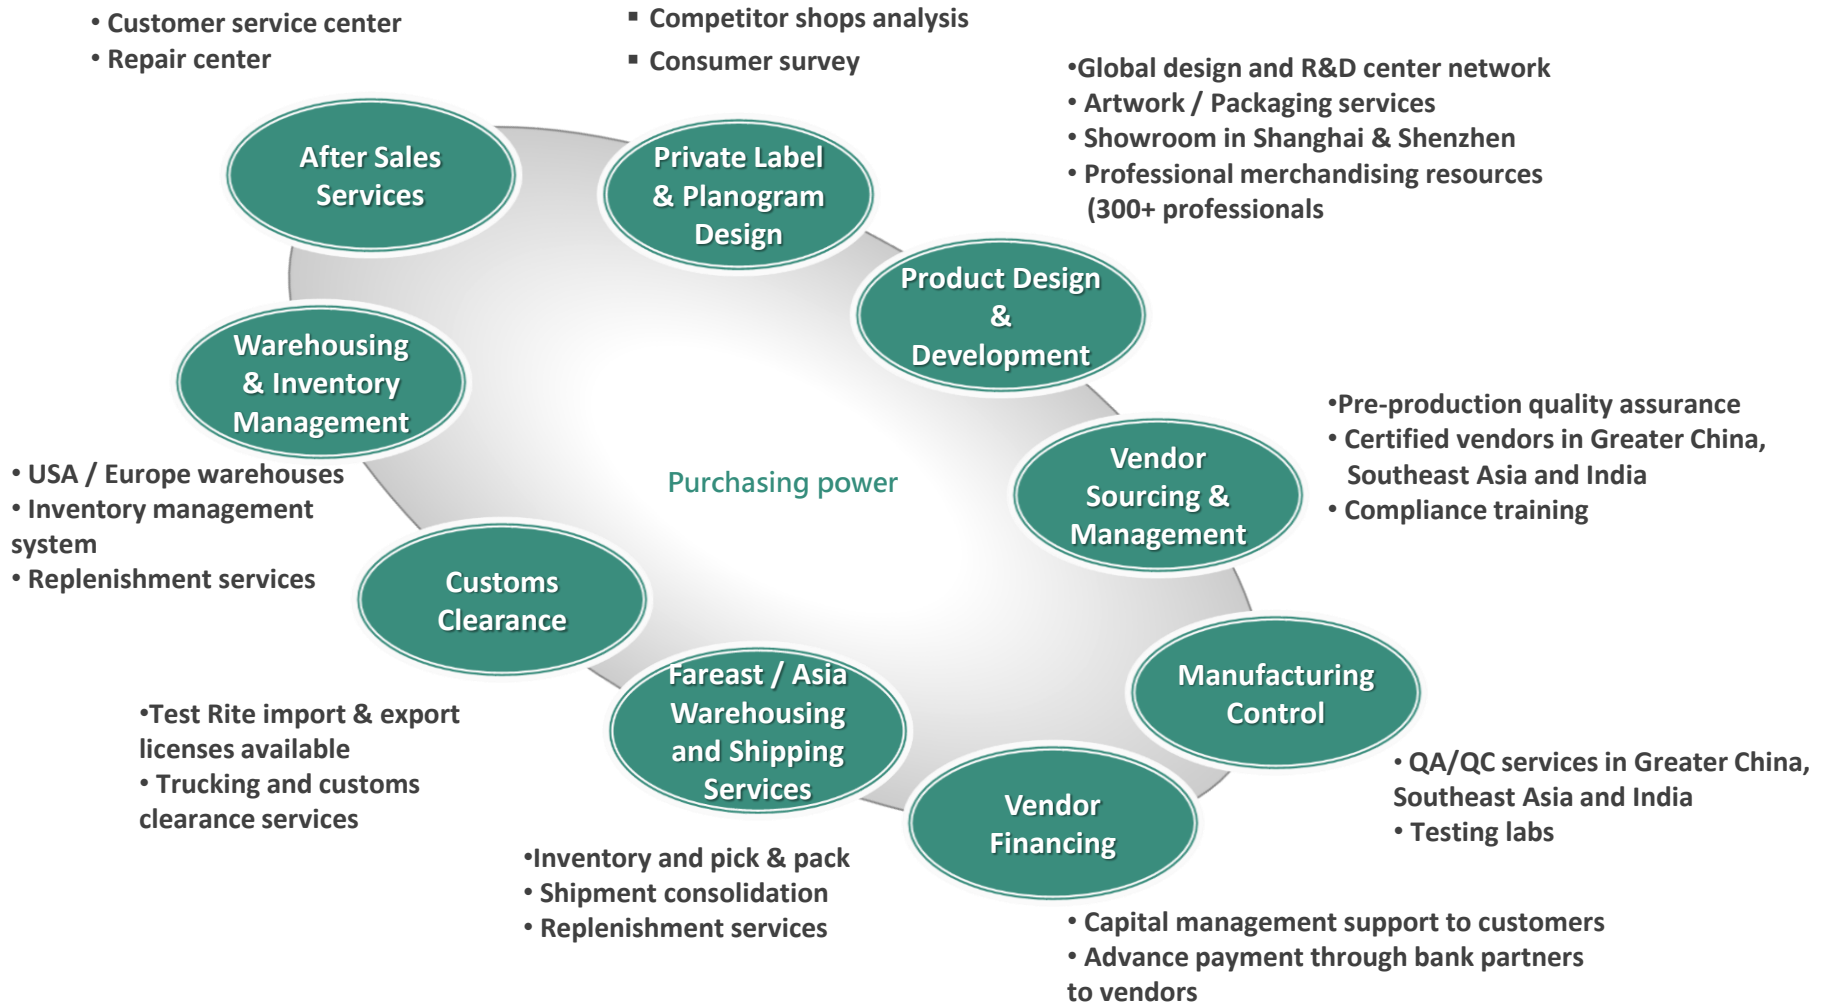 • Customer service center
• Repair center
▪ Competitor shops analysis
▪ Consumer survey
•Global design and R&D center network
• Artwork / Packaging services
• Showroom in Shanghai & Shenzhen
• Professional merchandising resources
(300+ professionals
After Sales
Services
Private Label
& Planogram
Design
Product Design
&
Development
Warehousing
& Inventory
Management
•Pre-production quality assurance
• Certified vendors in Greater China,
Southeast Asia and India
• Compliance training
Vendor
Sourcing &
Management
Purchasing power
• USA / Europe warehouses
• Inventory management
system
• Replenishment services
Customs
Clearance
Manufacturing
Control
Fareast / Asia
Warehousing
and Shipping
Services
•Test Rite import & export
licenses available
• Trucking and customs
clearance services
• QA/QC services in Greater China,
Southeast Asia and India
• Testing labs
Vendor
Financing
•Inventory and pick & pack
• Shipment consolidation
• Replenishment services
• Capital management support to customers
• Advance payment through bank partners
to vendors